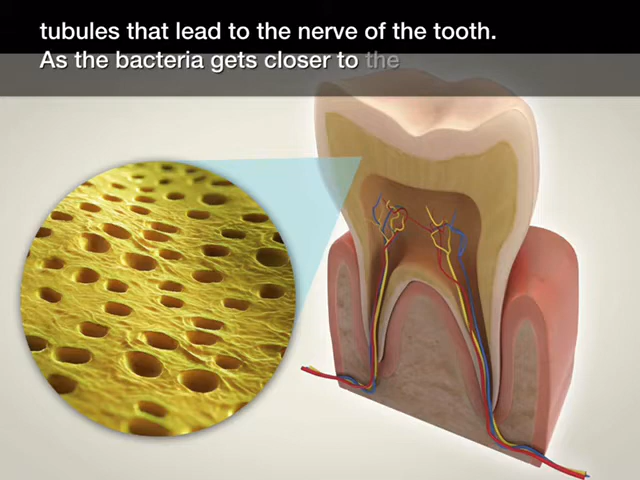 tubules that lead to the nerve of the tooth.
As the bacteria gets closer to the